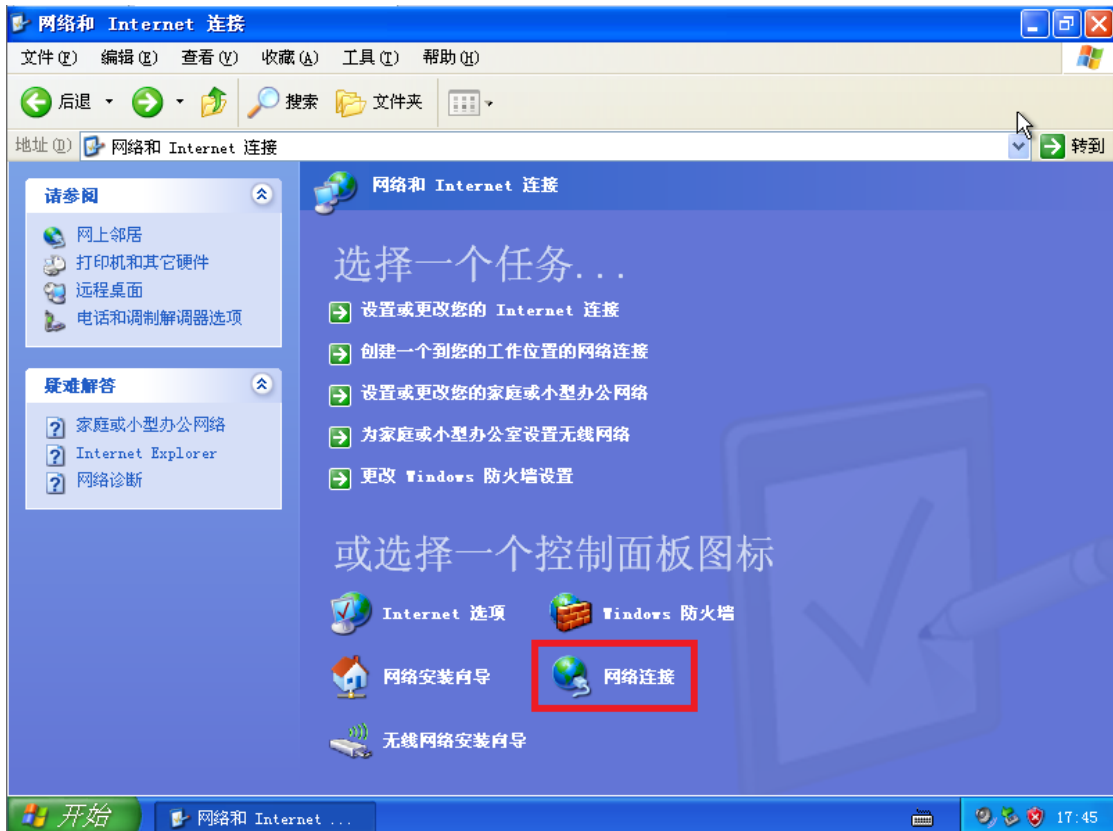 网络和 Internet 连接
文件(F) 编辑(E) 查看(V) 收藏(A) 工具(T) 帮助(H)
后退 搜索 文件夹
地址(D) 网络和 Internet 连接 转到
请参阅
网上邻居
打印机和其它硬件
远程桌面
电话和调制解调器选项
疑难解答
家庭或小型办公网络
Internet Explorer
网络诊断
网络和 Internet 连接
选择一个任务...
设置或更改您的 Internet 连接
创建一个到您的工作位置的网络连接
设置或更改您的家庭或小型办公网络
为家庭或小型办公室设置无线网络
更改 Windows 防火墙设置
或选择一个控制面板图标
Internet 选项 Windows 防火墙
网络安装向导 网络连接
无线网络安装向导
开始 网络和 Internet ... 17:45